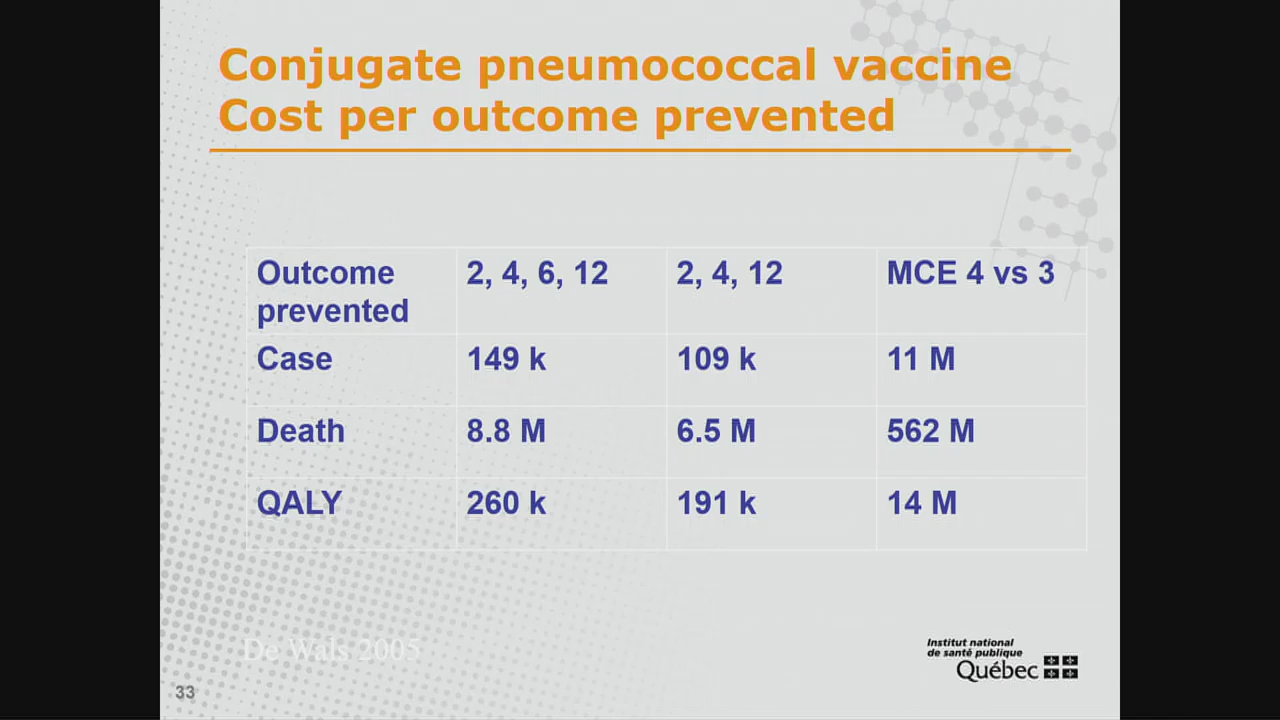 Conjugate pneumococcal vaccine
Cost per outcome prevented
Outcome prevented 2, 4, 6, 12 2, 4, 12 MCE 4 vs 3
Case 149 k 109 k 11 M
Death 8.8 M 6.5 M 562 M
QALY 260 k 191 k 14 M
De Wals 2005
Institut national
de santé publique
Québec
33